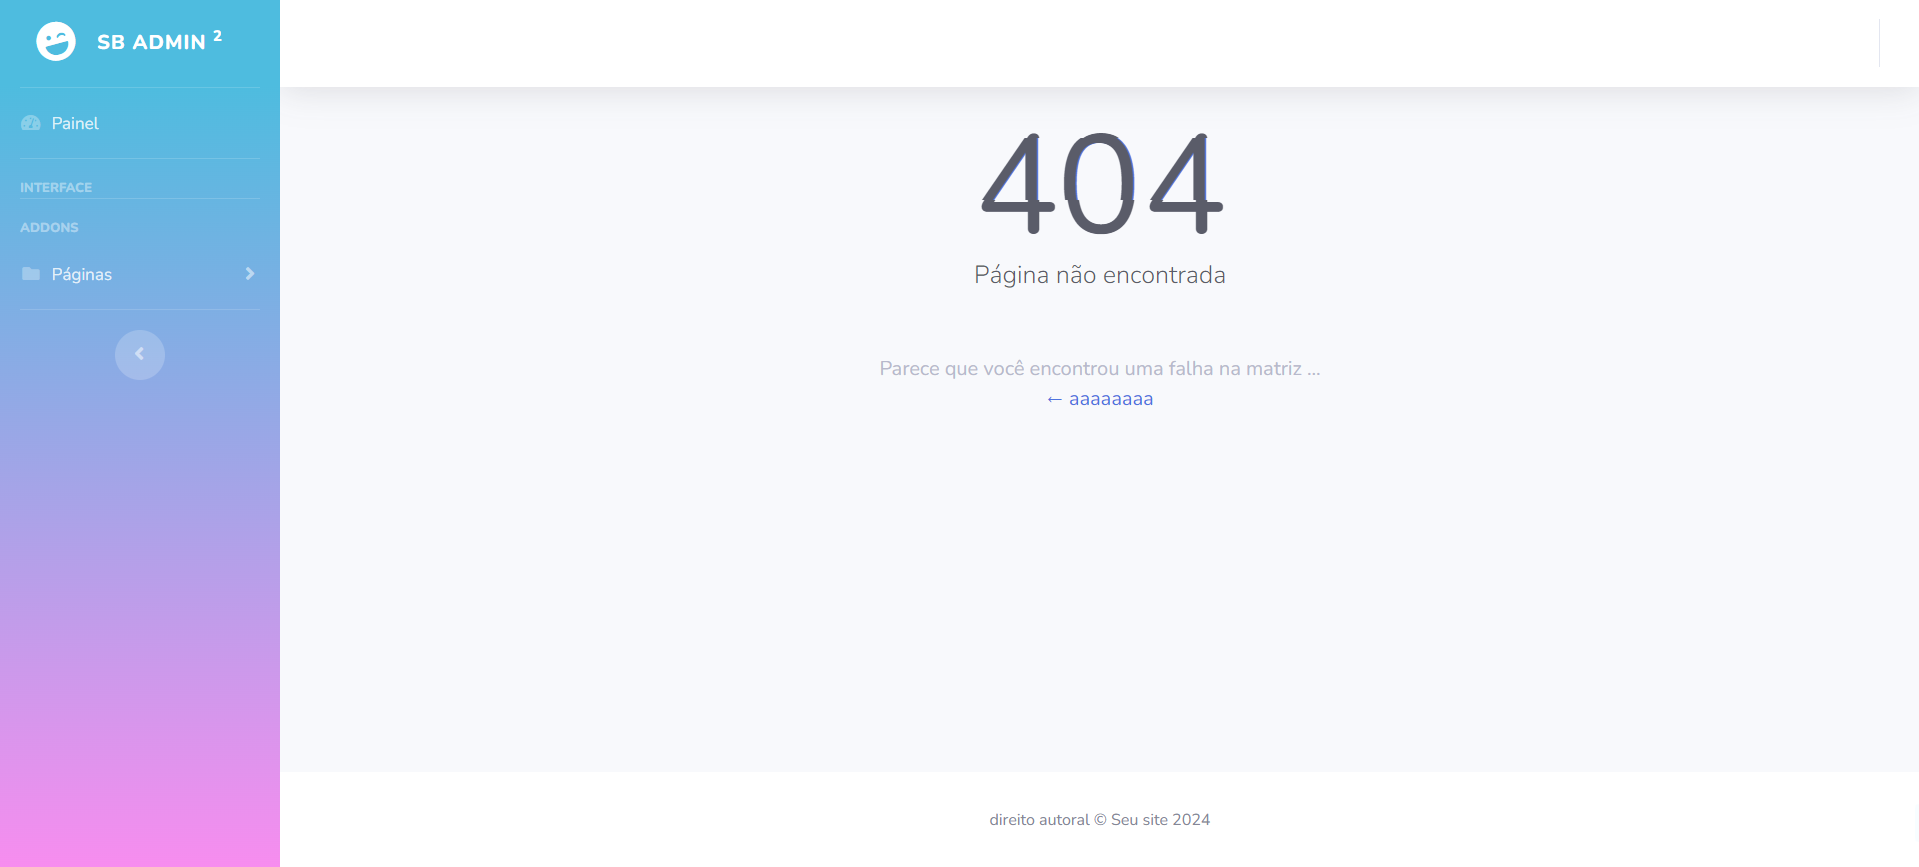 SB ADMIN 2
Painel
INTERFACE
ADDONS
Páginas
404
Página não encontrada
Parece que você encontrou uma falha na matriz ...
← aaaaaaaa
direito autoral © Seu site 2024